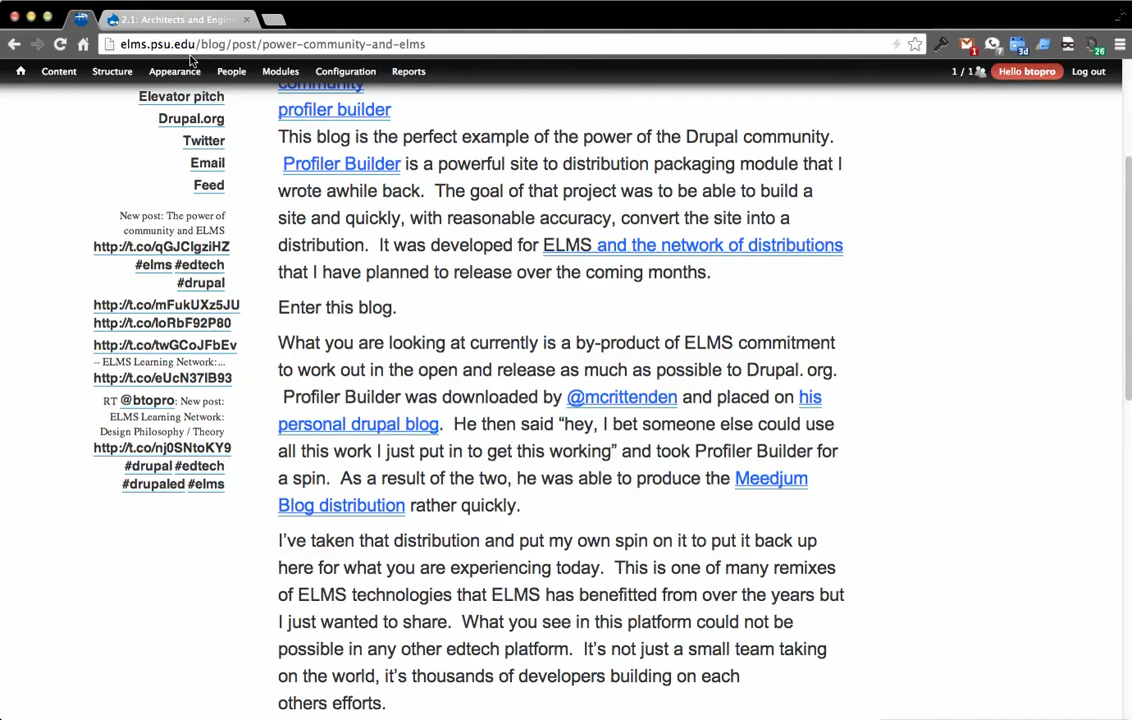 2.1: Architects and Engine
elms.psu.edu/blog/post/power-community-and-elms
1
7
3d
26
Content Structure Appearance People Modules Configuration Reports 1 / 1 Hello btopro Log out
Elevator pitch
Drupal.org
Twitter
Email
Feed
New post: The power of
community and ELMS
http://t.co/qGJClgziHZ
#elms #edtech
#drupal
http://t.co/mFukUXz5JU
http://t.co/loRbF92P80
http://t.co/twGCoJFbEv
-- ELMS Learning Network:...
http://t.co/eUcN37lB93
RT @btopro: New post:
ELMS Learning Network:
Design Philosophy / Theory
http://t.co/nj0SNtoKY9
#drupal #edtech
#drupaled #elms
community
profiler builder
This blog is the perfect example of the power of the Drupal community.
Profiler Builder is a powerful site to distribution packaging module that I
wrote awhile back. The goal of that project was to be able to build a
site and quickly, with reasonable accuracy, convert the site into a
distribution. It was developed for ELMS and the network of distributions
that I have planned to release over the coming months.
Enter this blog.
What you are looking at currently is a by-product of ELMS commitment
to work out in the open and release as much as possible to Drupal.org.
Profiler Builder was downloaded by @mcrittenden and placed on his
personal drupal blog. He then said “hey, I bet someone else could use
all this work I just put in to get this working” and took Profiler Builder for
a spin. As a result of the two, he was able to produce the Meedjum
Blog distribution rather quickly.
I’ve taken that distribution and put my own spin on it to put it back up
here for what you are experiencing today. This is one of many remixes
of ELMS technologies that ELMS has benefitted from over the years but
I just wanted to share. What you see in this platform could not be
possible in any other edtech platform. It’s not just a small team taking
on the world, it’s thousands of developers building on each
others efforts.